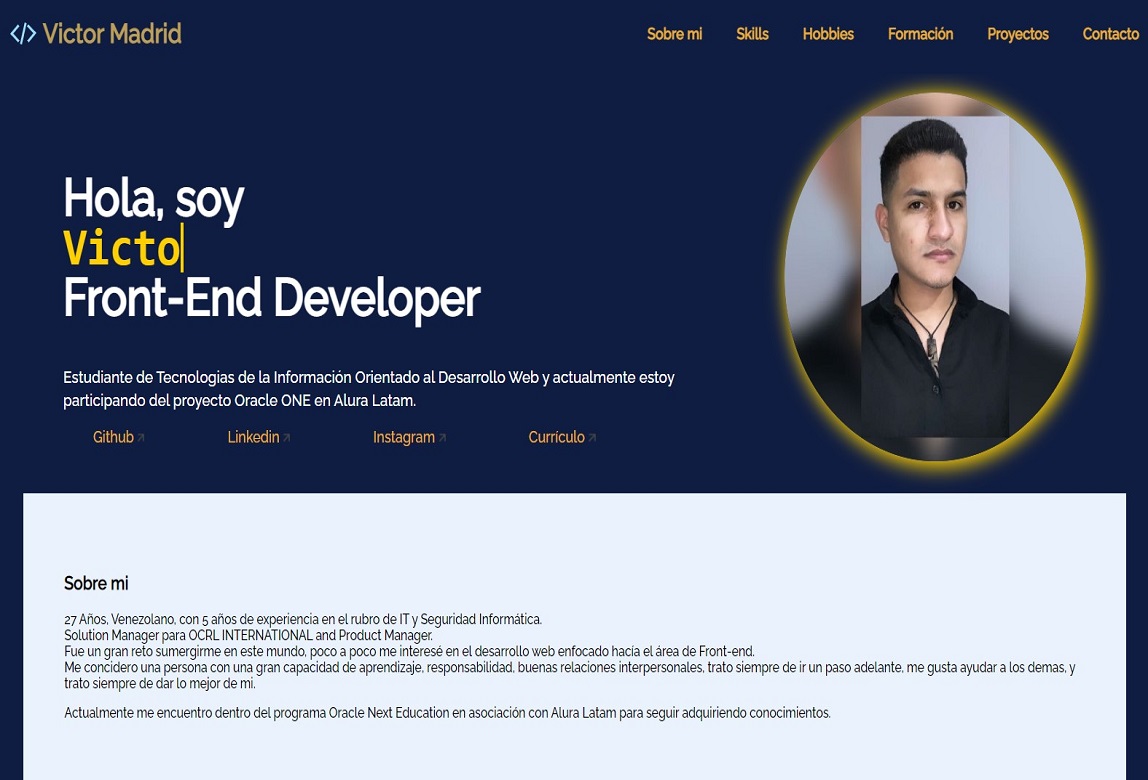 </> Victor Madrid
Sobre mi Skills Hobbies Formación Proyectos Contacto
Hola, soy
Victo
Front-End Developer
Estudiante de Tecnologias de la Información Orientado al Desarrollo Web y actualmente estoy
participando del proyecto Oracle ONE en Alura Latam.
Github Linkedin Instagram Currículo
Sobre mi
27 Años, Venezolano, con 5 años de experiencia en el rubro de IT y Seguridad Informática.
Solution Manager para OCRL INTERNATIONAL and Product Manager.
Fue un gran reto sumergirme en este mundo, poco a poco me interesé en el desarrollo web enfocado hacía el área de Front-end.
Me concidero una persona con una gran capacidad de aprendizaje, responsabilidad, buenas relaciones interpersonales, trato siempre de ir un paso adelante, me gusta ayudar a los demas, y
trato siempre de dar lo mejor de mi.
Actualmente me encuentro dentro del programa Oracle Next Education en asociación con Alura Latam para seguir adquiriendo conocimientos.